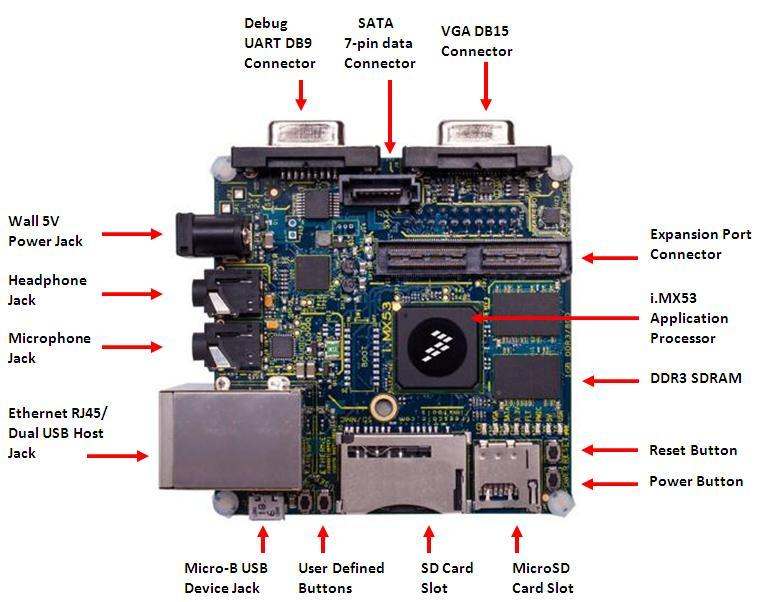 Debug
UART DB9
Connector
SATA
7-pin data
Connector
VGA DB15
Connector
Wall 5V
Power Jack
Headphone
Jack
Microphone
Jack
Ethernet RJ45/
Dual USB Host
Jack
Expansion Port
Connector
i.MX53
Application
Processor
DDR3 SDRAM
Reset Button
Power Button
Micro-B USB
Device Jack
User Defined
Buttons
SD Card
Slot
MicroSD
Card Slot
i.MX53
BOOT